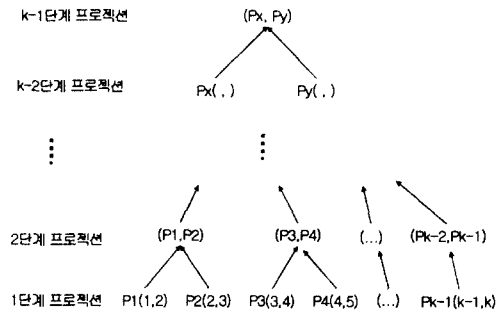 k-1단계 프로젝션 (Px, Py)
k-2단계 프로젝션 Px( , ) Py( , )
2단계 프로젝션 (P1,P2) (P3,P4) (...) (Pk-2,Pk-1)
1단계 프로젝션 P1(1,2) P2(2,3) P3(3,4) P4(4,5) (...) Pk-1(k-1,k)